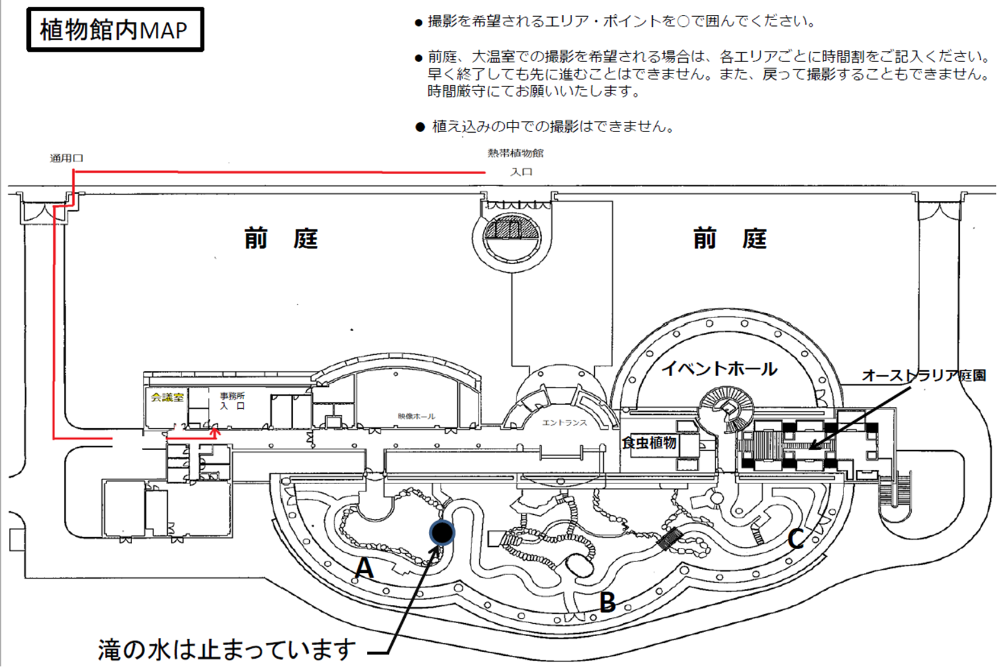 植物館内MAP
● 撮影を希望されるエリア・ポイントを○で囲んでください。
● 前庭、大温室での撮影を希望される場合は、各エリアごとに時間割をご記入ください。
早く終了しても先に進むことはできません。また、戻って撮影することもできません。
時間厳守にてお願いいたします。
● 植え込みの中での撮影はできません。
通用口
熱帯植物館
入口
前 庭
前 庭
イベントホール
オーストラリア庭園
会議室
事務所
入 口
映像ホール
エントランス
食虫植物
A
B
C
滝の水は止まっています